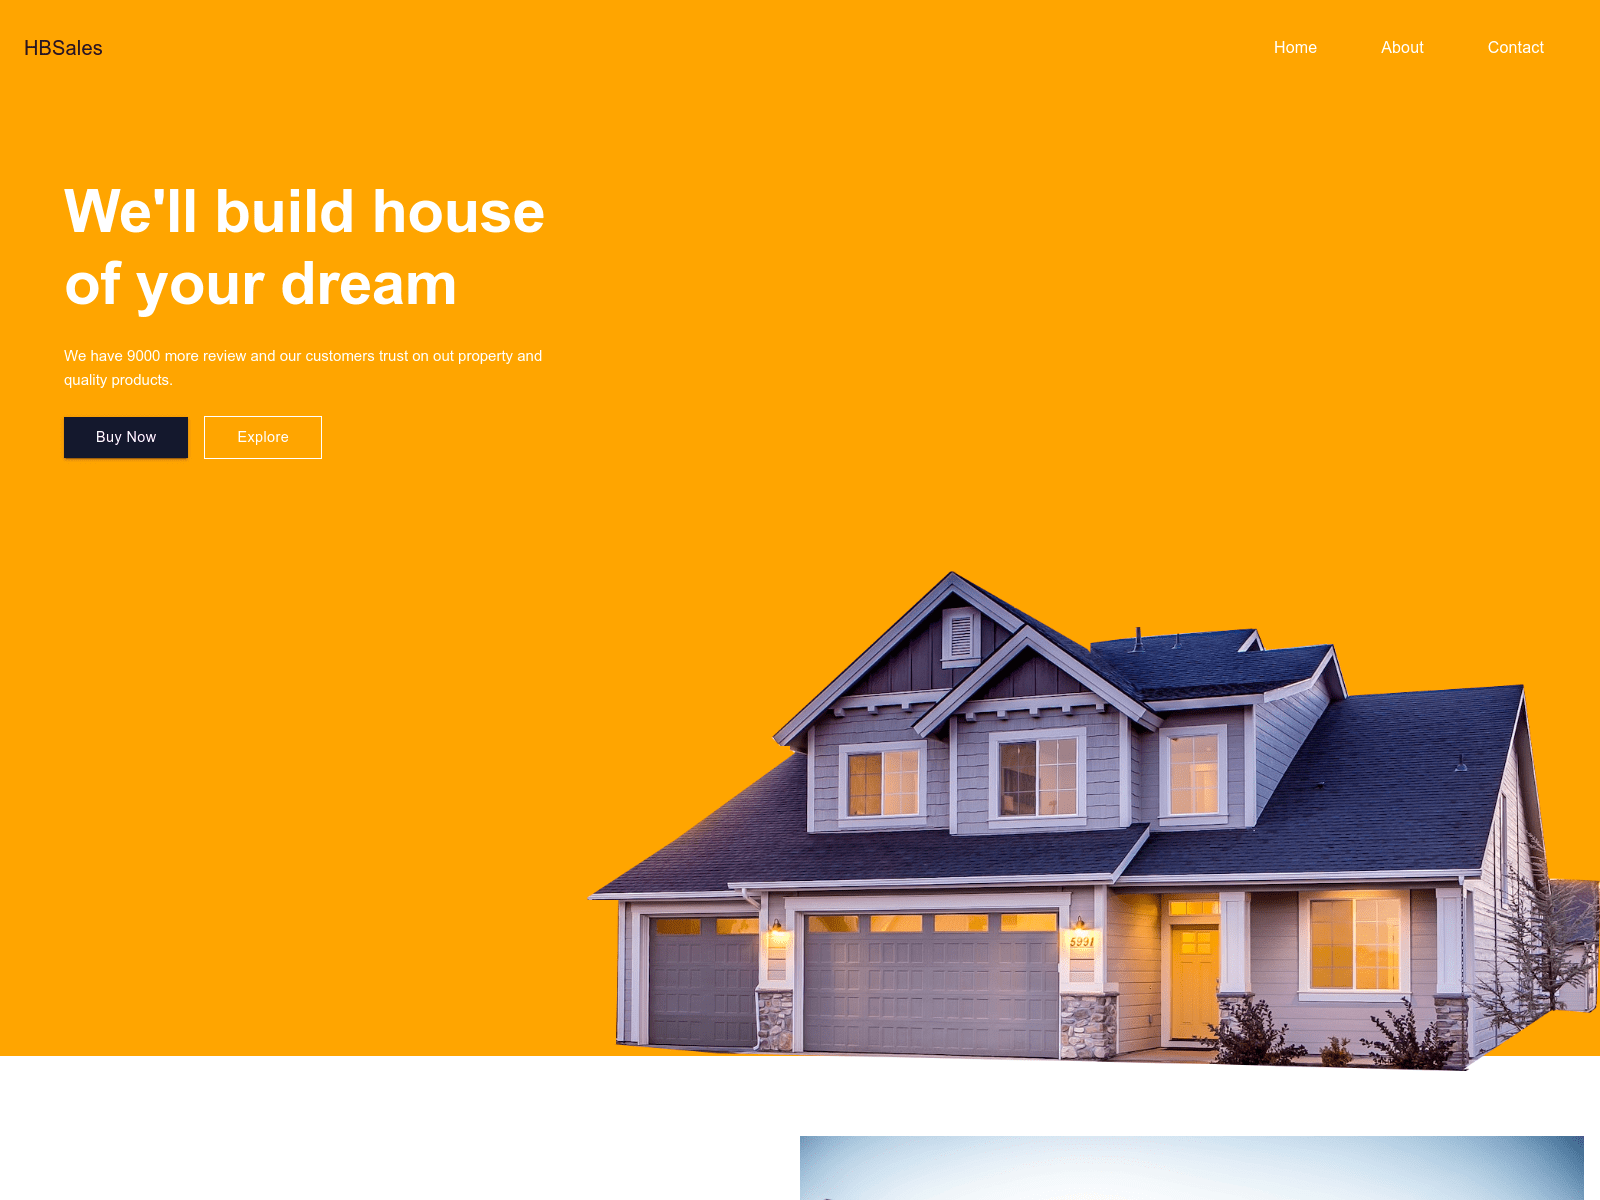 HBSales
Home
About
Contact
We'll build house
of your dream
We have 9000 more review and our customers trust on out property and
quality products.
Buy Now
Explore
5991